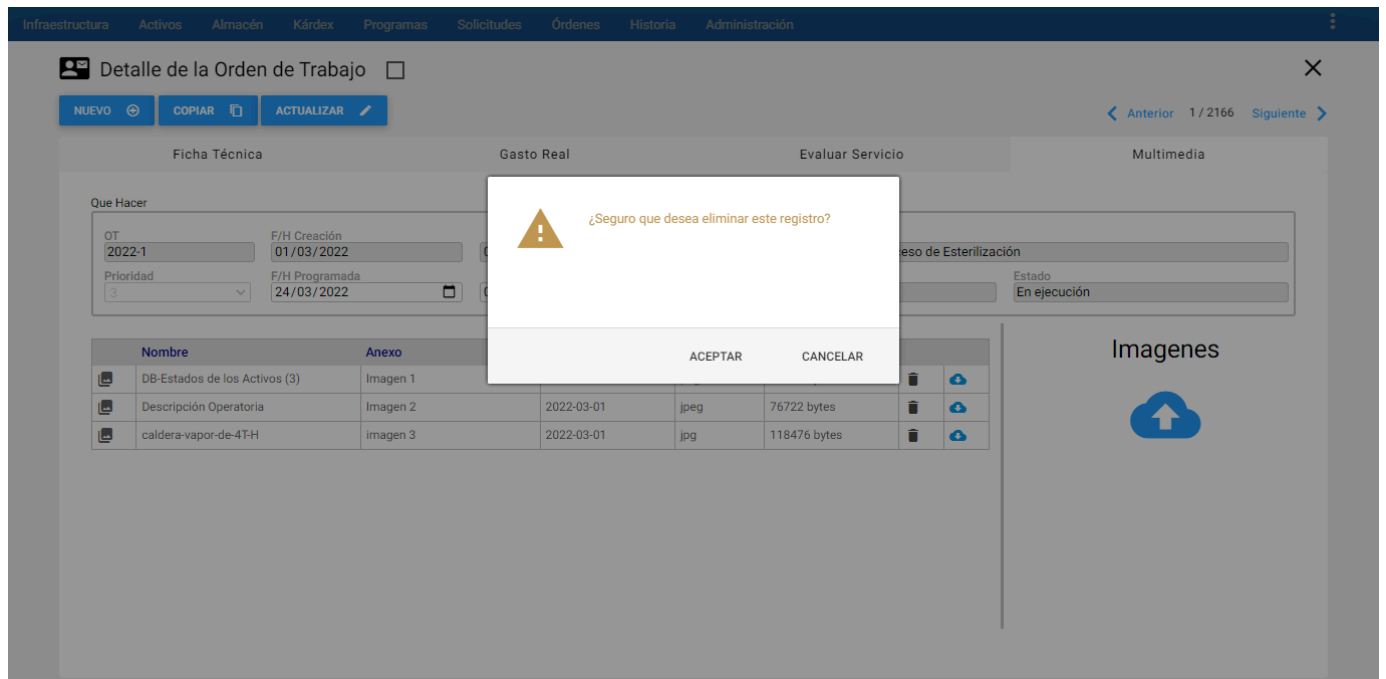 Infraestructura Activos Almacén Kárdex Programas Solicitudes Órdenes Historia Administración
Detalle de la Orden de Trabajo
NUEVO COPIAR ACTUALIZAR Anterior 1 / 2166 Siguiente
Ficha Técnica Gasto Real Evaluar Servicio Multimedia
¿Seguro que desea eliminar este registro?
ACEPTAR CANCELAR
Que Hacer
OT F/H Creación
2022-1 01/03/2022 eso de Esterilización
Prioridad F/H Programada Estado
3 24/03/2022 En ejecución
Nombre Anexo
DB-Estados de los Activos (3) Imagen 1
Descripción Operatoria Imagen 2 2022-03-01 jpeg 76722 bytes
caldera-vapor-de-4T-H imagen 3 2022-03-01 jpg 118476 bytes
Imagenes